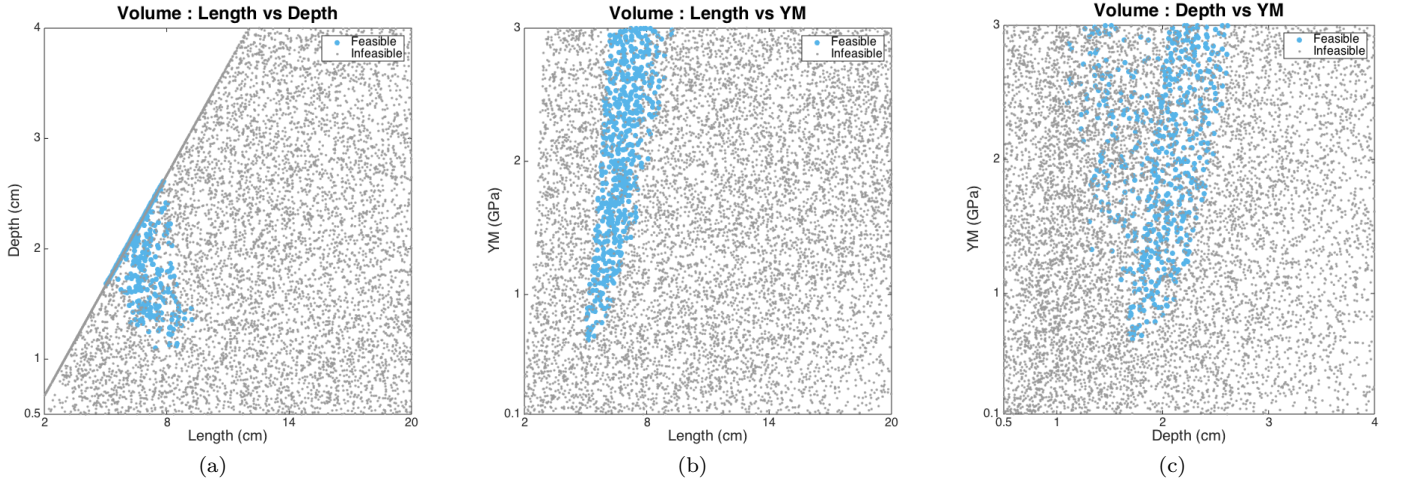 Volume : Length vs Depth
4
3
2
1
0.5
Depth (cm)
Feasible
Infeasible
2
8
14
20
Length (cm)
(a)
Volume : Length vs YM
3
2
1
0.1
YM (GPa)
Feasible
Infeasible
2
8
14
20
Length (cm)
(b)
Volume : Depth vs YM
3
2
1
0.1
YM (GPa)
Feasible
Infeasible
0.5
1
2
3
4
Depth (cm)
(c)